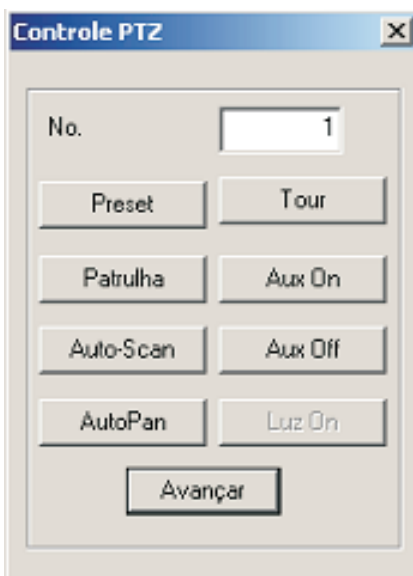 Controle PTZ
No. 1
Preset Tour
Patrulha Aux On
Auto-Scan Aux Off
AutoPan Luz On
Avançar